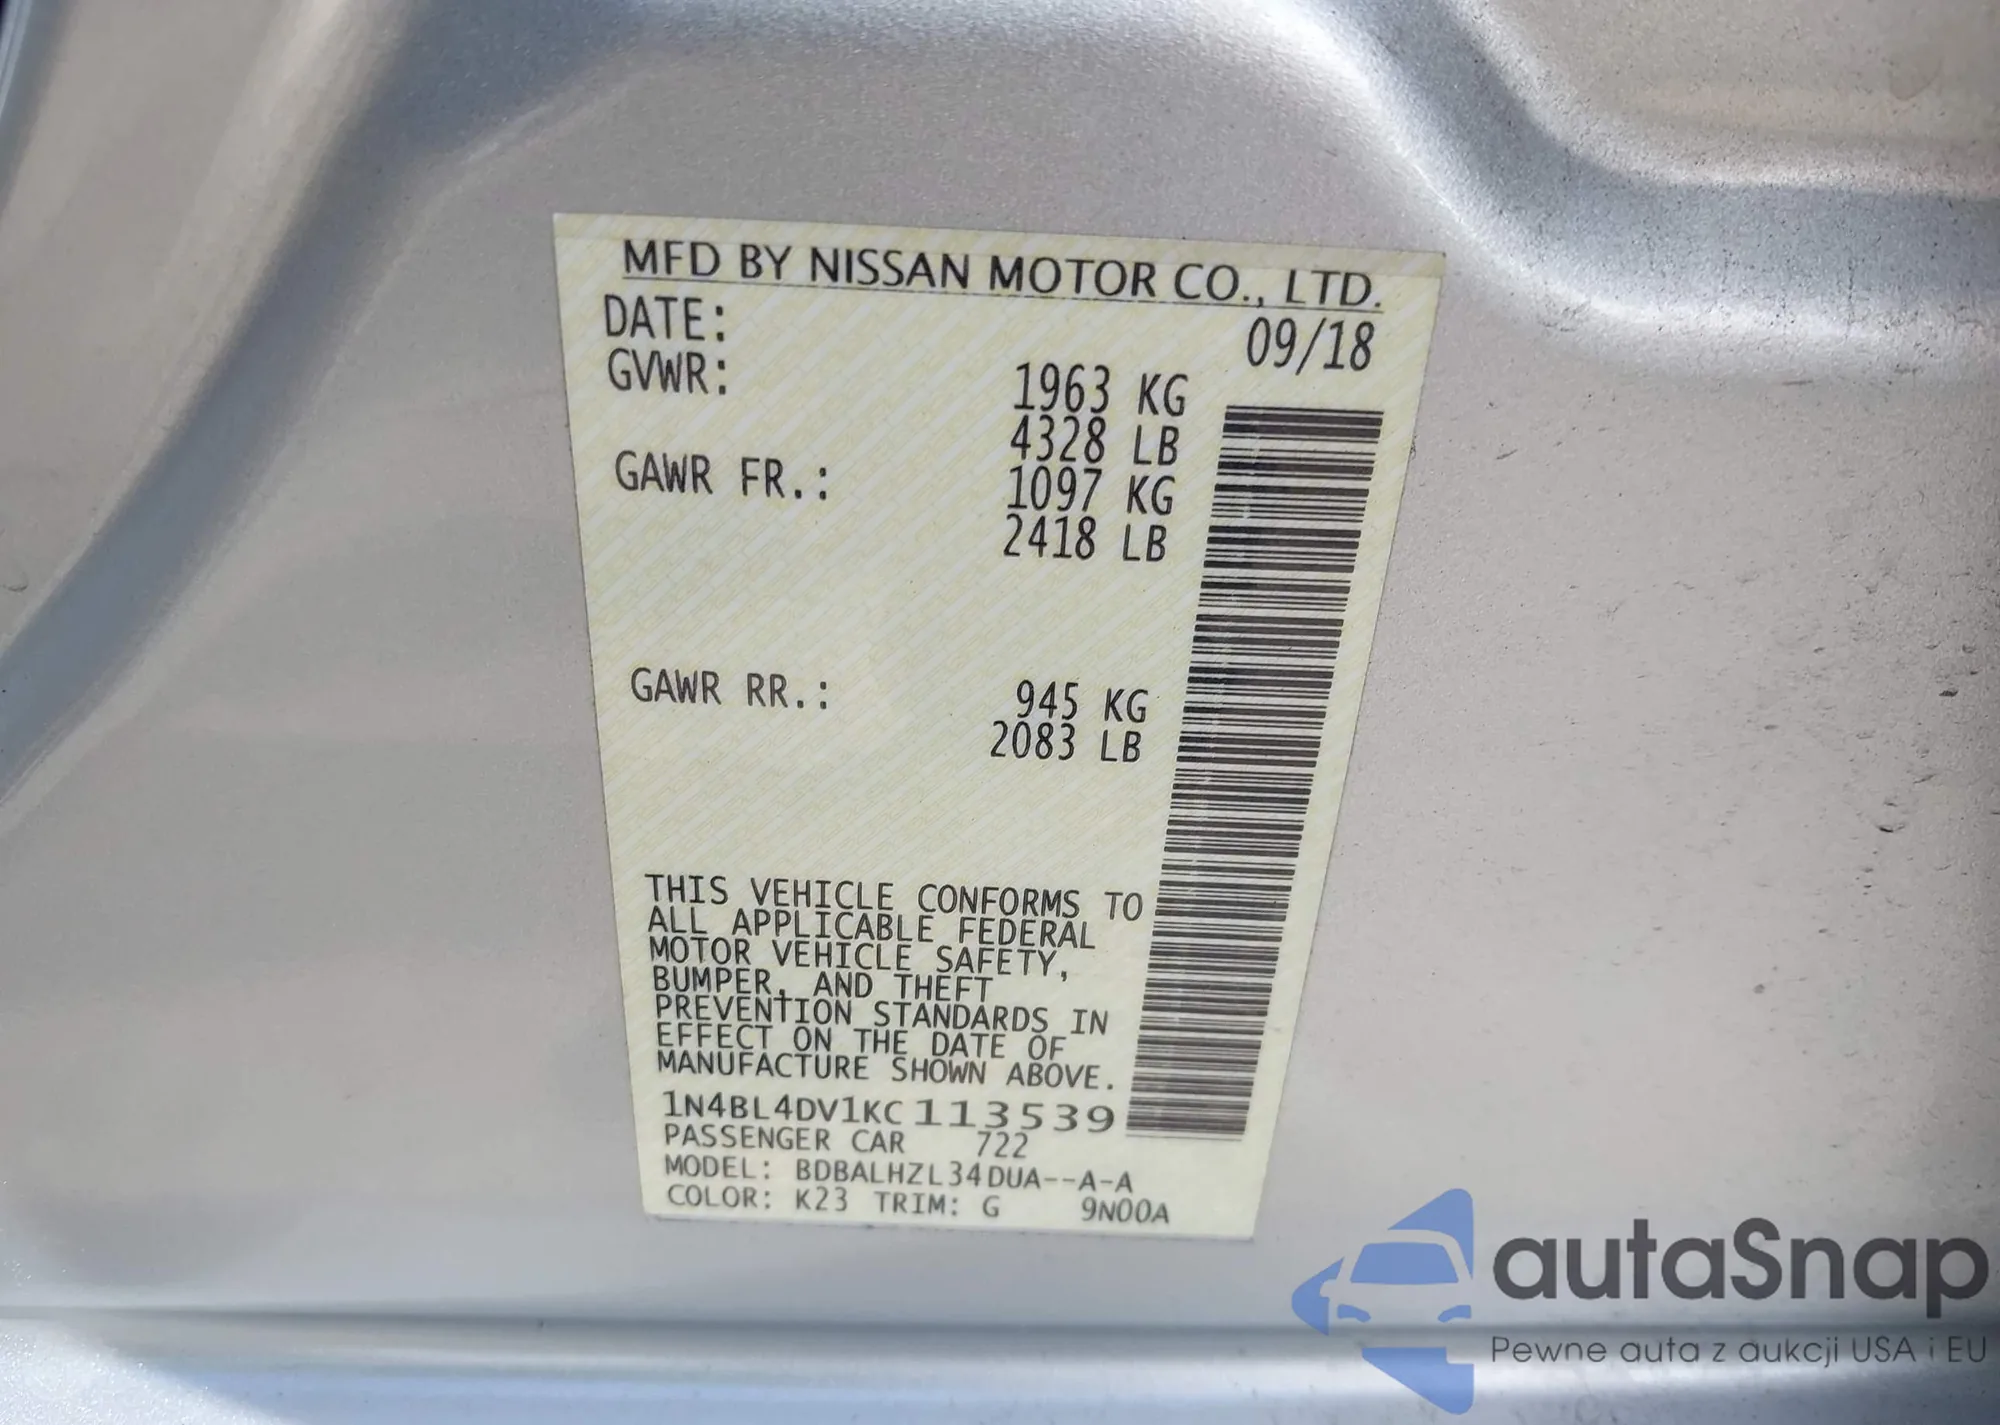 MFD BY NISSAN MOTOR CO., LTD.
DATE: 09/18
GVWR: 1963 KG
4328 LB
GAWR FR.: 1097 KG
2418 LB
GAWR RR.: 945 KG
2083 LB
THIS VEHICLE CONFORMS TO
ALL APPLICABLE FEDERAL
MOTOR VEHICLE SAFETY,
BUMPER, AND THEFT
PREVENTION STANDARDS IN
EFFECT ON THE DATE OF
MANUFACTURE SHOWN ABOVE.
1N4BL4DV1KC113539
PASSENGER CAR 722
MODEL: BDBALHZL34DUA--A-A
COLOR: K23 TRIM: G 9N00A
autaSnap
Pewne auta z aukcji USA i EU